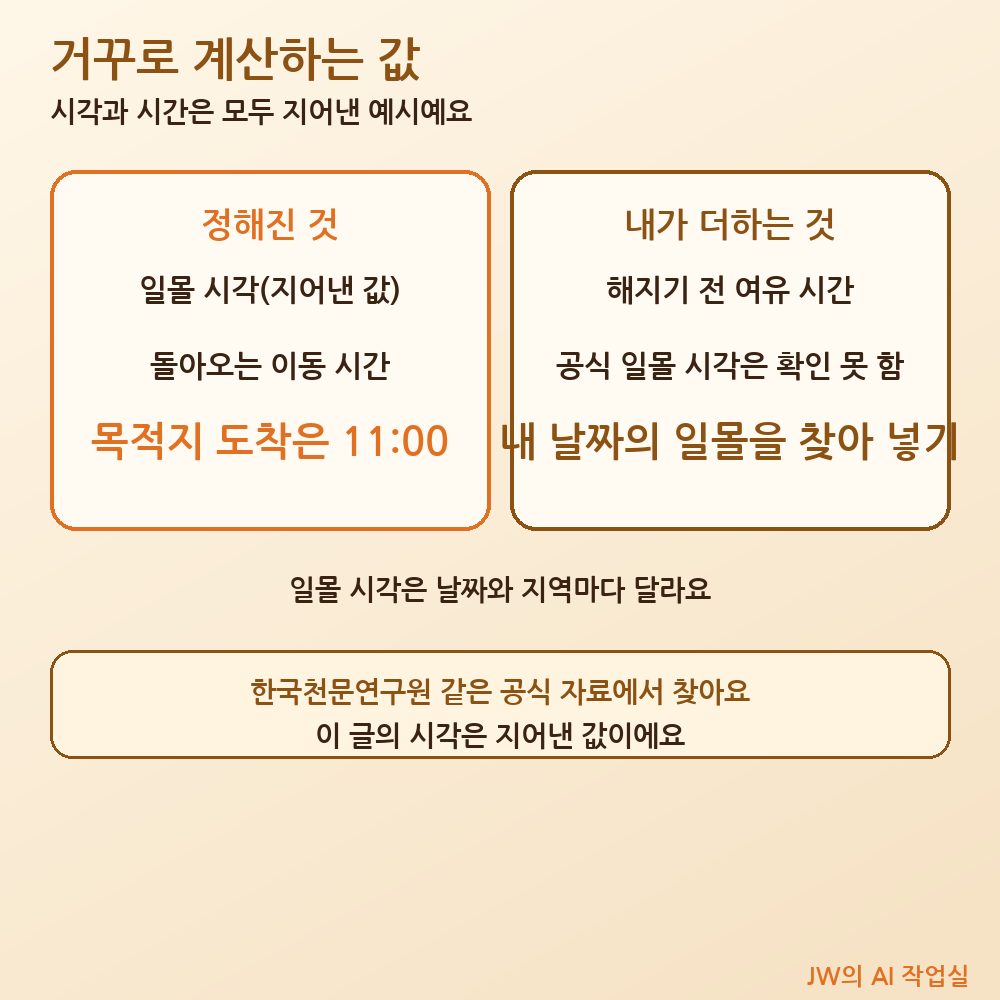 거꾸로 계산하는 값
시각과 시간은 모두 지어낸 예시예요
정해진 것
일몰 시각(지어낸 값)
돌아오는 이동 시간
목적지 도착은 11:00
내가 더하는 것
해지기 전 여유 시간
공식 일몰 시각은 확인 못 함
내 날짜의 일몰을 찾아 넣기
일몰 시각은 날짜와 지역마다 달라요
한국천문연구원 같은 공식 자료에서 찾아요
이 글의 시각은 지어낸 값이에요
JW의 AI 작업실